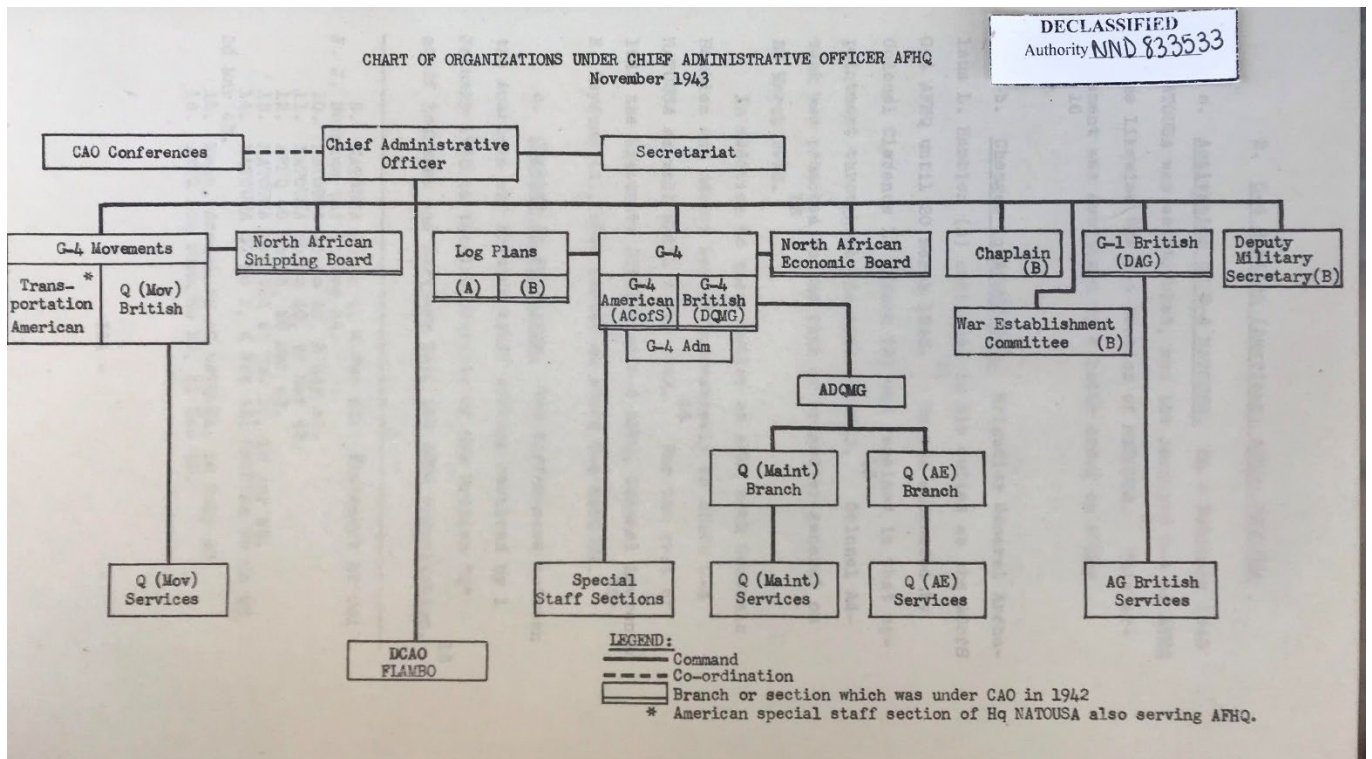 DECLASSIFIED
Authority NND 833533
CHART OF ORGANIZATIONS UNDER CHIEF ADMINISTRATIVE OFFICER AFHQ
November 1943
CAO Conferences
Chief Administrative
Officer
Secretariat
G-4 Movements
*
Trans-
portation
American
Q (Mov)
British
North African
Shipping Board
Log Plans
(A)
(B)
G-4
G-4
American
(ACofS)
G-4
British
(DQMG)
G-4 Adm
North African
Economic Board
Chaplain
(B)
War Establishment
Committee (B)
G-1 British
(DAG)
Deputy
Military
Secretary(B)
ADQMG
Q (Maint)
Branch
Q (AE)
Branch
Q (Mov)
Services
Special
Staff Sections
Q (Maint)
Services
Q (AE)
Services
AG British
Services
DCAO
FLAMBO
LEGEND:
Command
Co-ordination
Branch or section which was under CAO in 1942
* American special staff section of Hq NATOUSA also serving AFHQ.